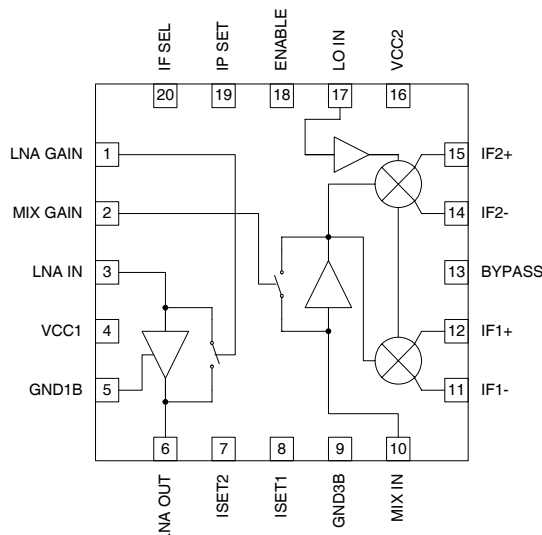 IF SEL
IP SET
ENABLE
LO IN
VCC2
20
19
18
17
16
LNA GAIN 1
15 IF2+
MIX GAIN 2
14 IF2-
LNA IN 3
13 BYPASS
VCC1 4
12 IF1+
GND1B 5
11 IF1-
6
7
8
9
10
LNA OUT
ISET2
ISET1
GND3B
MIX IN